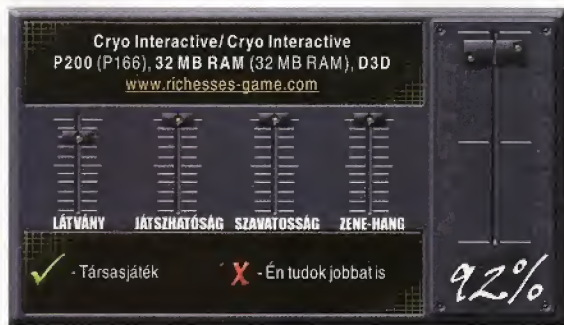 Cryo Interactive/Cryo Interactive
P200 (P166), 32 MB RAM (32 MB RAM), D3D
www.richesses-game.com
LÁTVÁNY JÁTSZHATÓSÁG SZAVATOSSÁG ZENE-HANG
- Társasjáték
- Én tudok jobbat is
92%